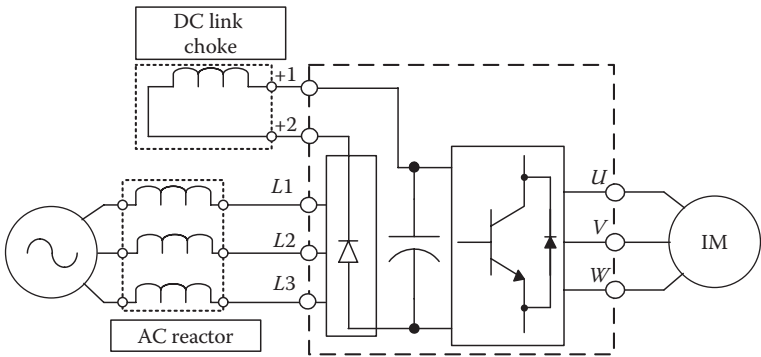 DC link
choke
+1
+2
L1
L2
L3
U
V
W
IM
AC reactor